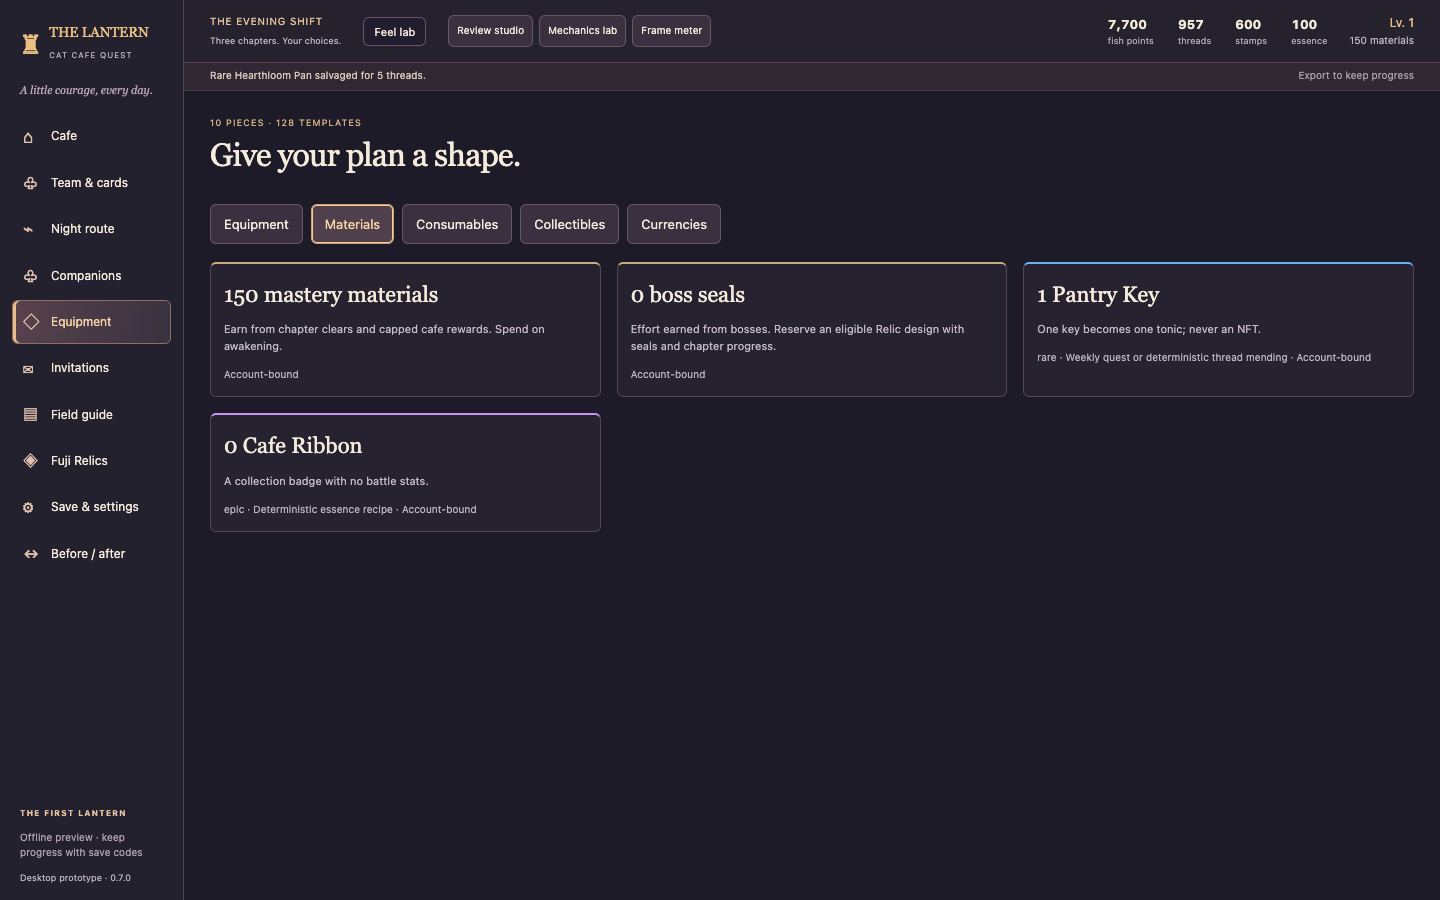 THE LANTERN
CAT CAFE QUEST
A little courage, every day.
Cafe
Team & cards
Night route
Companions
Equipment
Invitations
Field guide
Fuji Relics
Save & settings
Before / after
THE FIRST LANTERN
Offline preview · keep
progress with save codes
Desktop prototype · 0.7.0
THE EVENING SHIFT
Three chapters. Your choices.
Feel lab
Review studio
Mechanics lab
Frame meter
7,700
fish points
957
threads
600
stamps
100
essence
Lv. 1
150 materials
Rare Hearthloom Pan salvaged for 5 threads.
Export to keep progress
10 PIECES · 128 TEMPLATES
Give your plan a shape.
Equipment
Materials
Consumables
Collectibles
Currencies
150 mastery materials
Earn from chapter clears and capped cafe rewards. Spend on
awakening.
Account-bound
0 boss seals
Effort earned from bosses. Reserve an eligible Relic design with
seals and chapter progress.
Account-bound
1 Pantry Key
One key becomes one tonic; never an NFT.
rare · Weekly quest or deterministic thread mending · Account-bound
0 Cafe Ribbon
A collection badge with no battle stats.
epic · Deterministic essence recipe · Account-bound